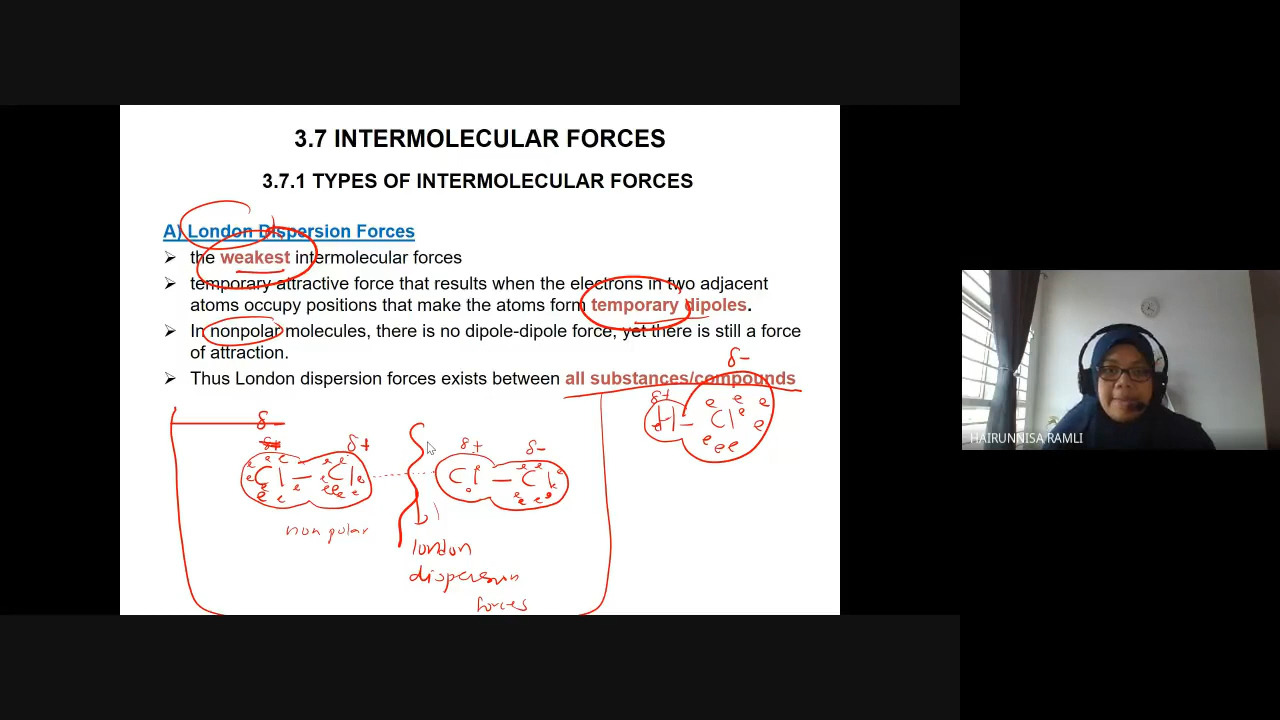 3.7 INTERMOLECULAR FORCES
3.7.1 TYPES OF INTERMOLECULAR FORCES
A) London Dispersion Forces
➢ the weakest intermolecular forces
➢ temporary attractive force that results when the electrons in two adjacent
atoms occupy positions that make the atoms form temporary dipoles.
➢ In nonpolar molecules, there is no dipole-dipole force, yet there is still a force
of attraction.
δ-
➢ Thus London dispersion forces exists between all substances/compounds
δ+
e e e
H - Cl e e
e e e
δ-
δ+ δ+ δ-
Cl - Cl Cl - Cl
non polar
london
dispersion
forces
HAIRUNNISA RAMLI